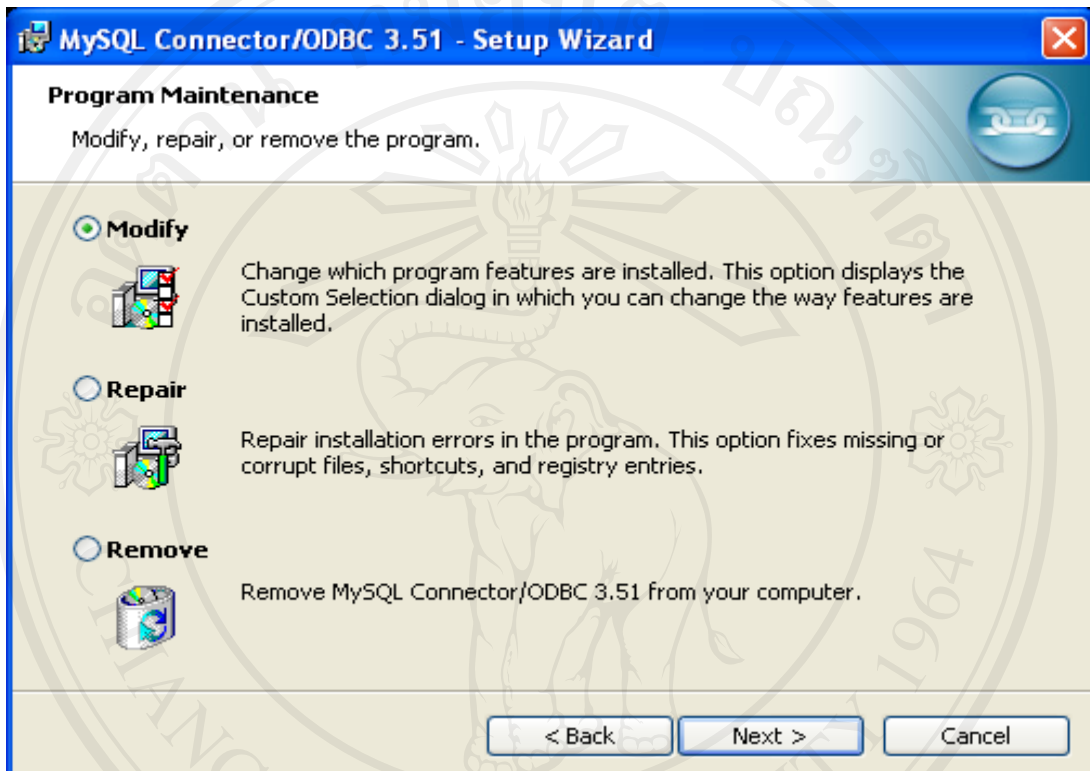 MySQL Connector/ODBC 3.51 - Setup Wizard
Program Maintenance
Modify, repair, or remove the program.
Modify
Change which program features are installed. This option displays the
Custom Selection dialog in which you can change the way features are
installed.
Repair
Repair installation errors in the program. This option fixes missing or
corrupt files, shortcuts, and registry entries.
Remove
Remove MySQL Connector/ODBC 3.51 from your computer.
< Back
Next >
Cancel
1964